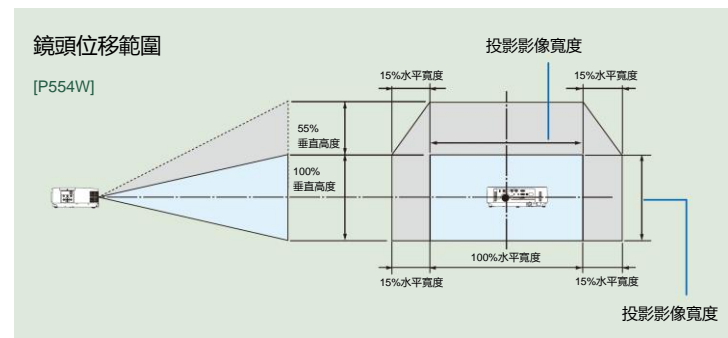 鏡頭位移範圍
投影影像寬度
[P554W]
15%水平寬度
15%水平寬度
55%
垂直高度
100%
垂直高度
100%水平寬度
15%水平寬度
15%水平寬度
投影影像寬度